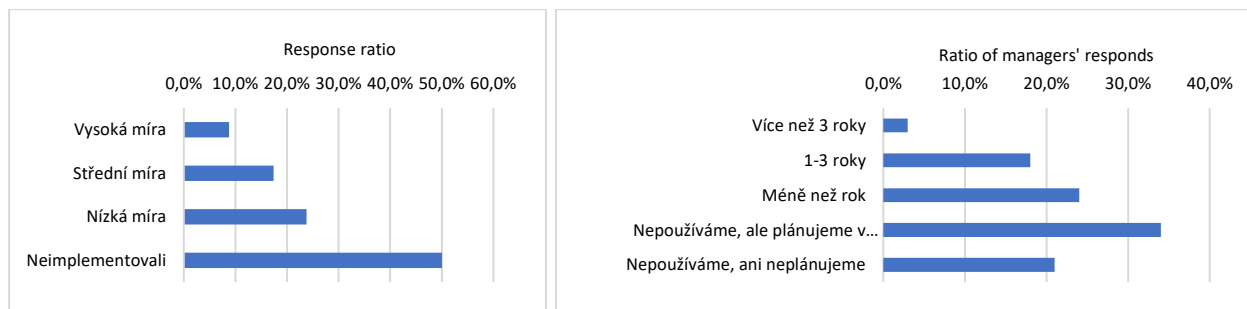 Response ratio
0,0% 10,0% 20,0% 30,0% 40,0% 50,0% 60,0%
Vysoká míra
Střední míra
Nízká míra
Neimplementovali
Ratio of managers' responds
0,0% 10,0% 20,0% 30,0% 40,0%
Více než 3 roky
1-3 roky
Méně než rok
Nepoužíváme, ale plánujeme v...
Nepoužíváme, ani neplánujeme